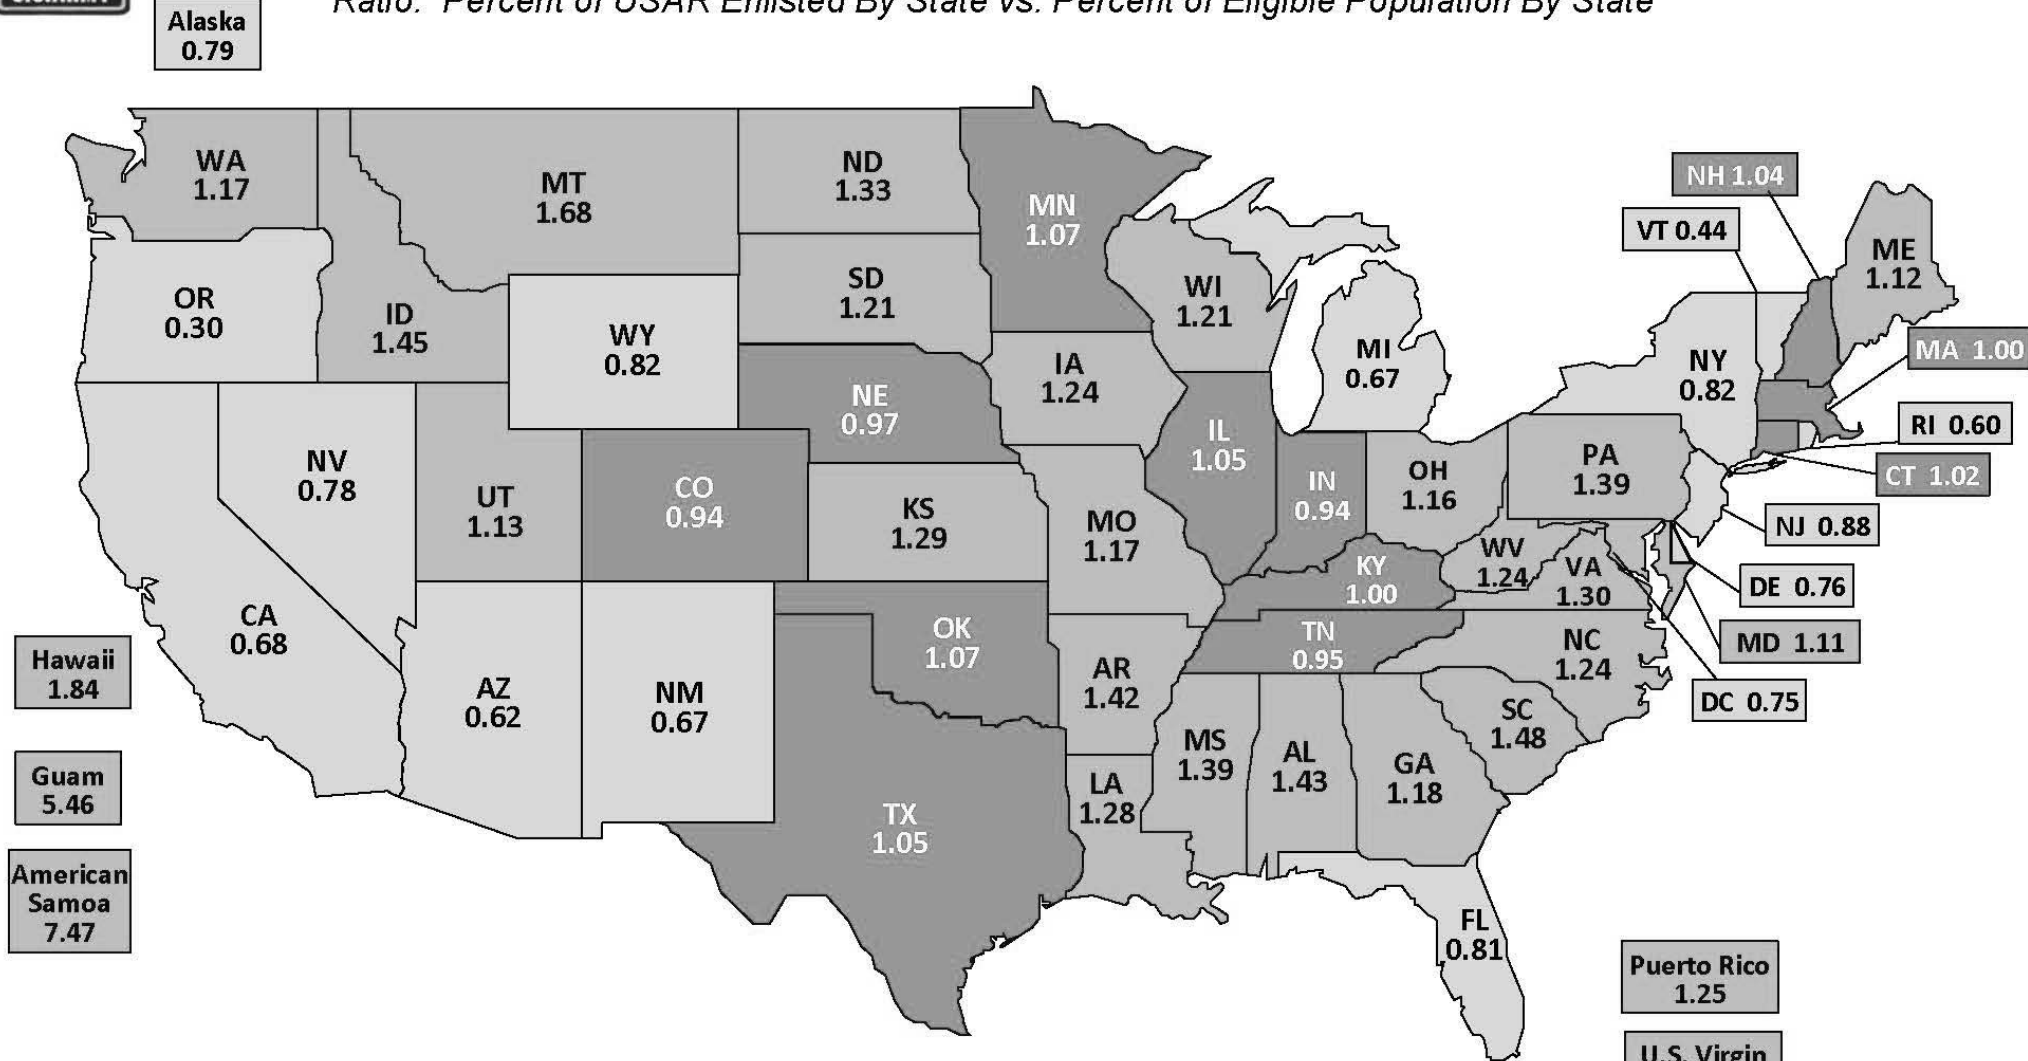 Ratio: Percent of USAR Enlisted By State vs. Percent of Eligible Population By State
Alaska
0.79
WA
1.17
MT
1.68
ND
1.33
MN
1.07
NH 1.04
VT 0.44
ME
1.12
OR
0.30
ID
1.45
WY
0.82
SD
1.21
WI
1.21
MI
0.67
NY
0.82
MA 1.00
NE
0.97
IA
1.24
RI 0.60
CT 1.02
NV
0.78
UT
1.13
CO
0.94
KS
1.29
MO
1.17
IL
1.05
IN
0.94
OH
1.16
PA
1.39
NJ 0.88
WV
1.24
VA
1.30
KY
1.00
DE 0.76
MD 1.11
DC 0.75
CA
0.68
Hawaii
1.84
AZ
0.62
NM
0.67
OK
1.07
AR
1.42
TN
0.95
NC
1.24
SC
1.48
MS
1.39
AL
1.43
GA
1.18
Guam
5.46
TX
1.05
LA
1.28
American
Samoa
7.47
FL
0.81
Puerto Rico
1.25
U.S. Virgin